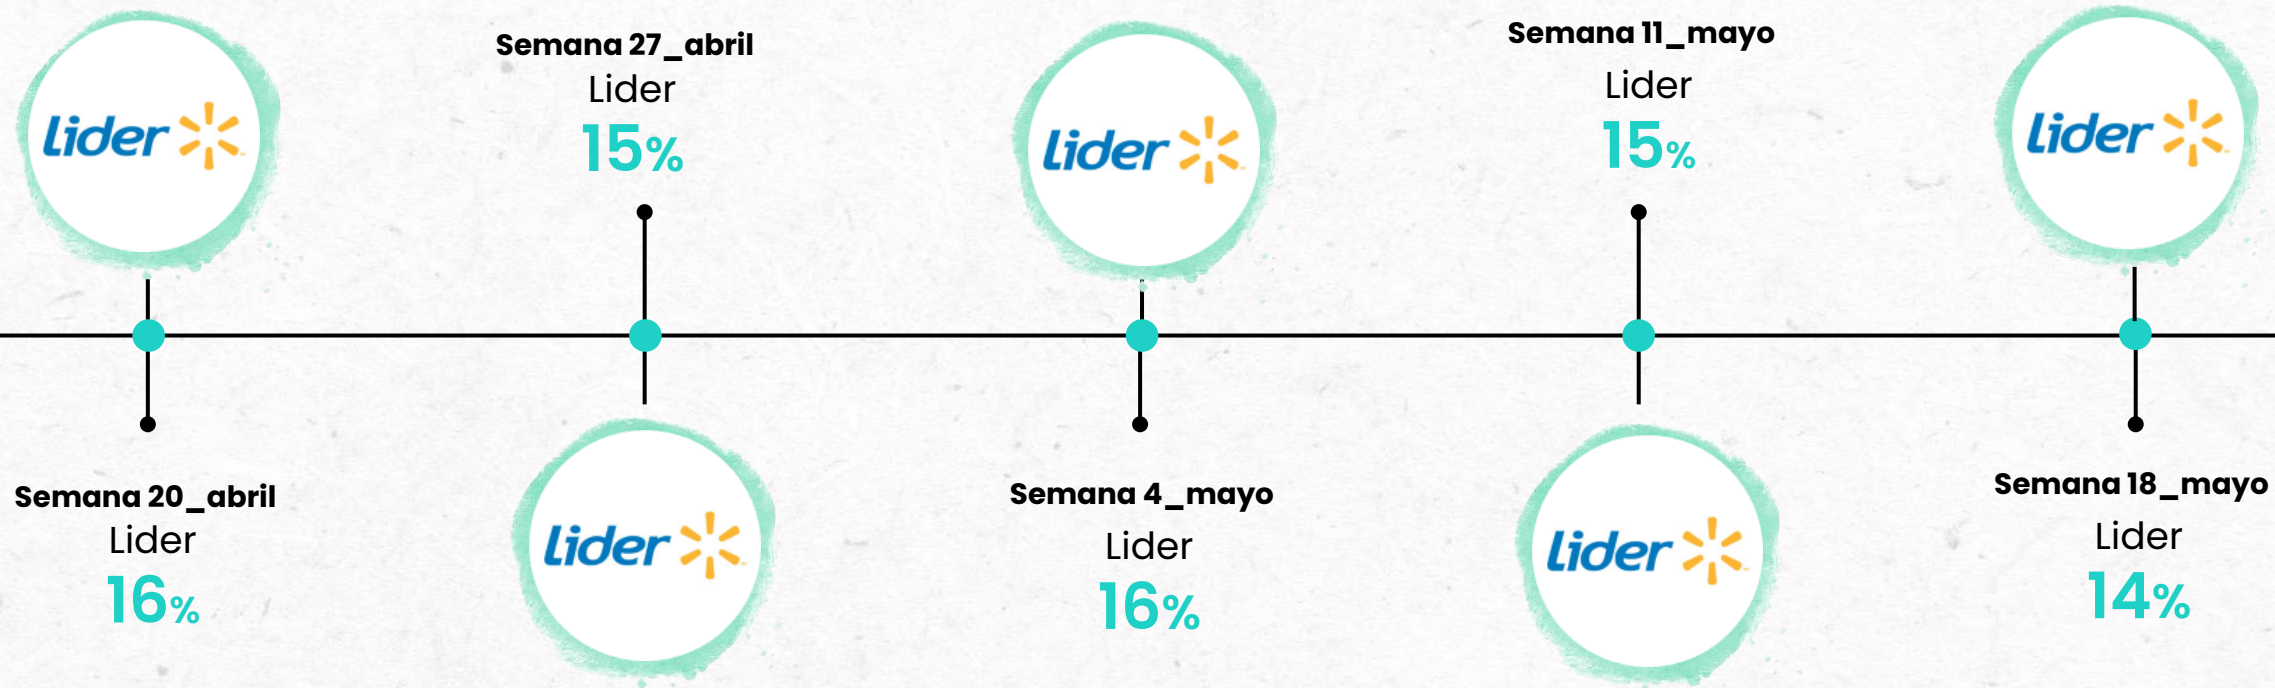 lider
Semana 20_abril
Lider
16%
Semana 27_abril
Lider
15%
lider
lider
Semana 4_mayo
Lider
16%
Semana 11_mayo
Lider
15%
lider
lider
Semana 18_mayo
Lider
14%